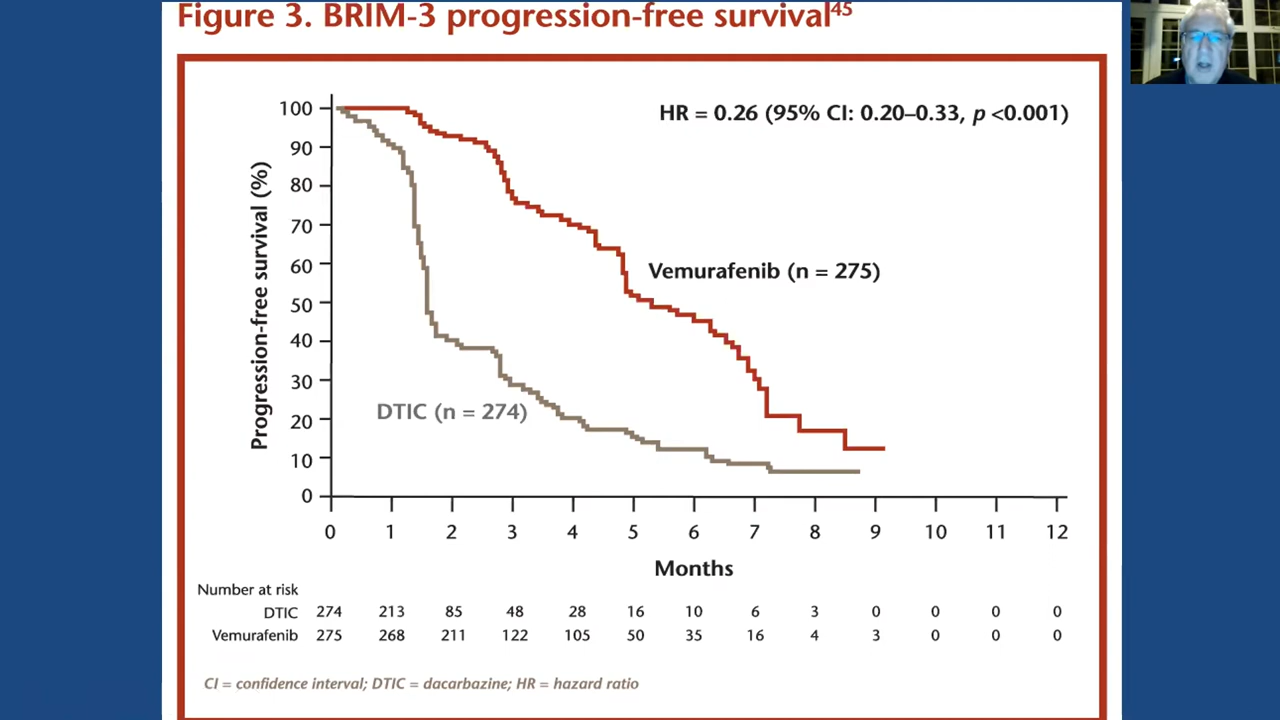 Figure 3. BRIM-3 progression-free survival45
HR = 0.26 (95% CI: 0.20–0.33, p <0.001)
Progression-free survival (%)
100
90
80
70
60
50
40
30
20
10
0
Vemurafenib (n = 275)
DTIC (n = 274)
0 1 2 3 4 5 6 7 8 9 10 11 12
Months
Number at risk
DTIC 274 213 85 48 28 16 10 6 3 0 0 0 0
Vemurafenib 275 268 211 122 105 50 35 16 4 3 0 0 0
CI = confidence interval; DTIC = dacarbazine; HR = hazard ratio